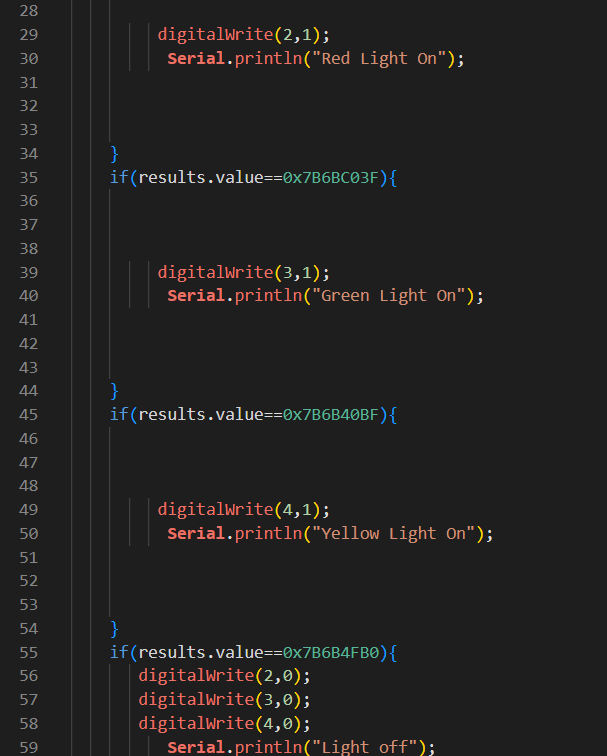 28
29 digitalWrite(2,1);
30 Serial.println("Red Light On");
31
32
33
34 }
35 if(results.value==0x7B6BC03F){
36
37
38
39 digitalWrite(3,1);
40 Serial.println("Green Light On");
41
42
43
44 }
45 if(results.value==0x7B6B40BF){
46
47
48
49 digitalWrite(4,1);
50 Serial.println("Yellow Light On");
51
52
53
54 }
55 if(results.value==0x7B6B4FB0){
56 digitalWrite(2,0);
57 digitalWrite(3,0);
58 digitalWrite(4,0);
59 Serial.println("Light off");